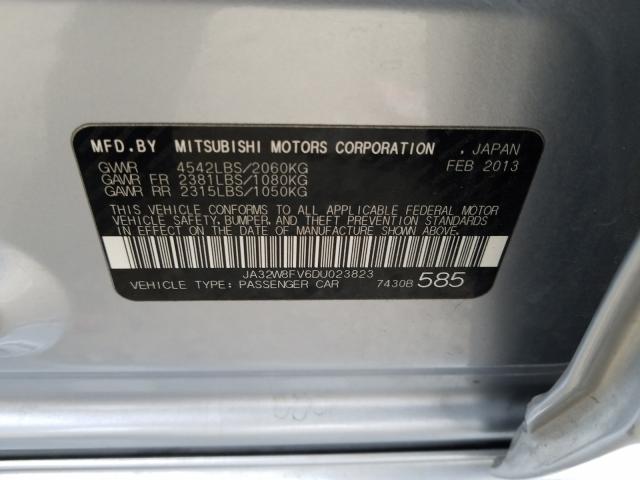 MFD.BY MITSUBISHI MOTORS CORPORATION , JAPAN
GVWR 4542LBS/2060KG FEB 2013
GAWR FR 2381LBS/1080KG
GAWR RR 2315LBS/1050KG
THIS VEHICLE CONFORMS TO ALL APPLICABLE FEDERAL MOTOR
VEHICLE SAFETY, BUMPER, AND THEFT PREVENTION STANDARDS
IN EFFECT ON THE DATE OF MANUFACTURE SHOWN ABOVE.
JA32W8FV6DU023823
VEHICLE TYPE: PASSENGER CAR 7430B 585